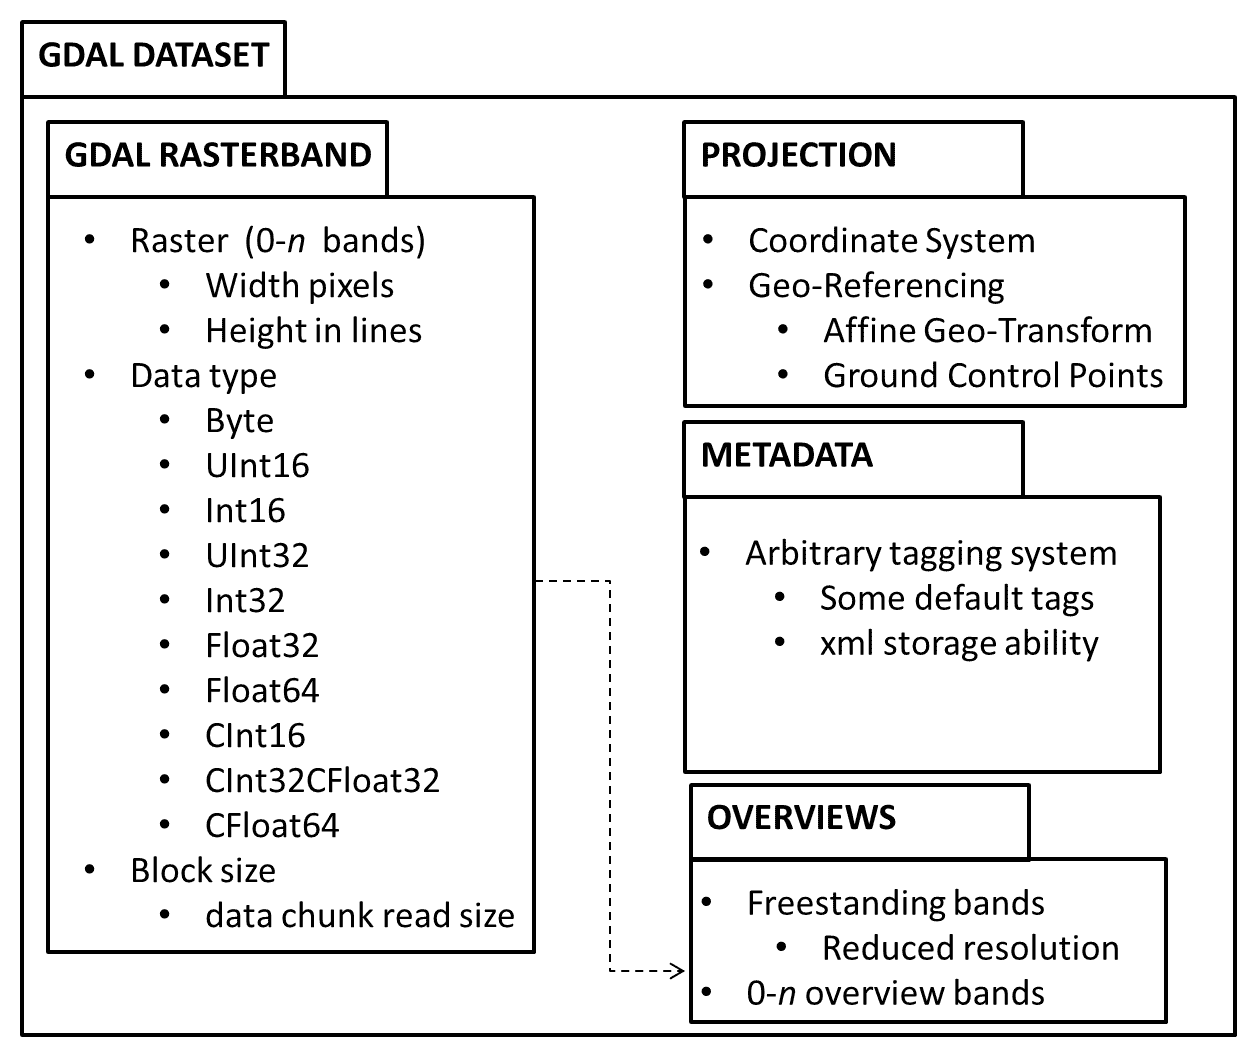 GDAL DATASET
GDAL RASTERBAND
• Raster (0-n bands)
• Width pixels
• Height in lines
• Data type
• Byte
• UInt16
• Int16
• UInt32
• Int32
• Float32
• Float64
• CInt16
• CInt32CFloat32
• CFloat64
• Block size
• data chunk read size
PROJECTION
• Coordinate System
• Geo-Referencing
• Affine Geo-Transform
• Ground Control Points
METADATA
• Arbitrary tagging system
• Some default tags
• xml storage ability
OVERVIEWS
• Freestanding bands
• Reduced resolution
• 0-n overview bands